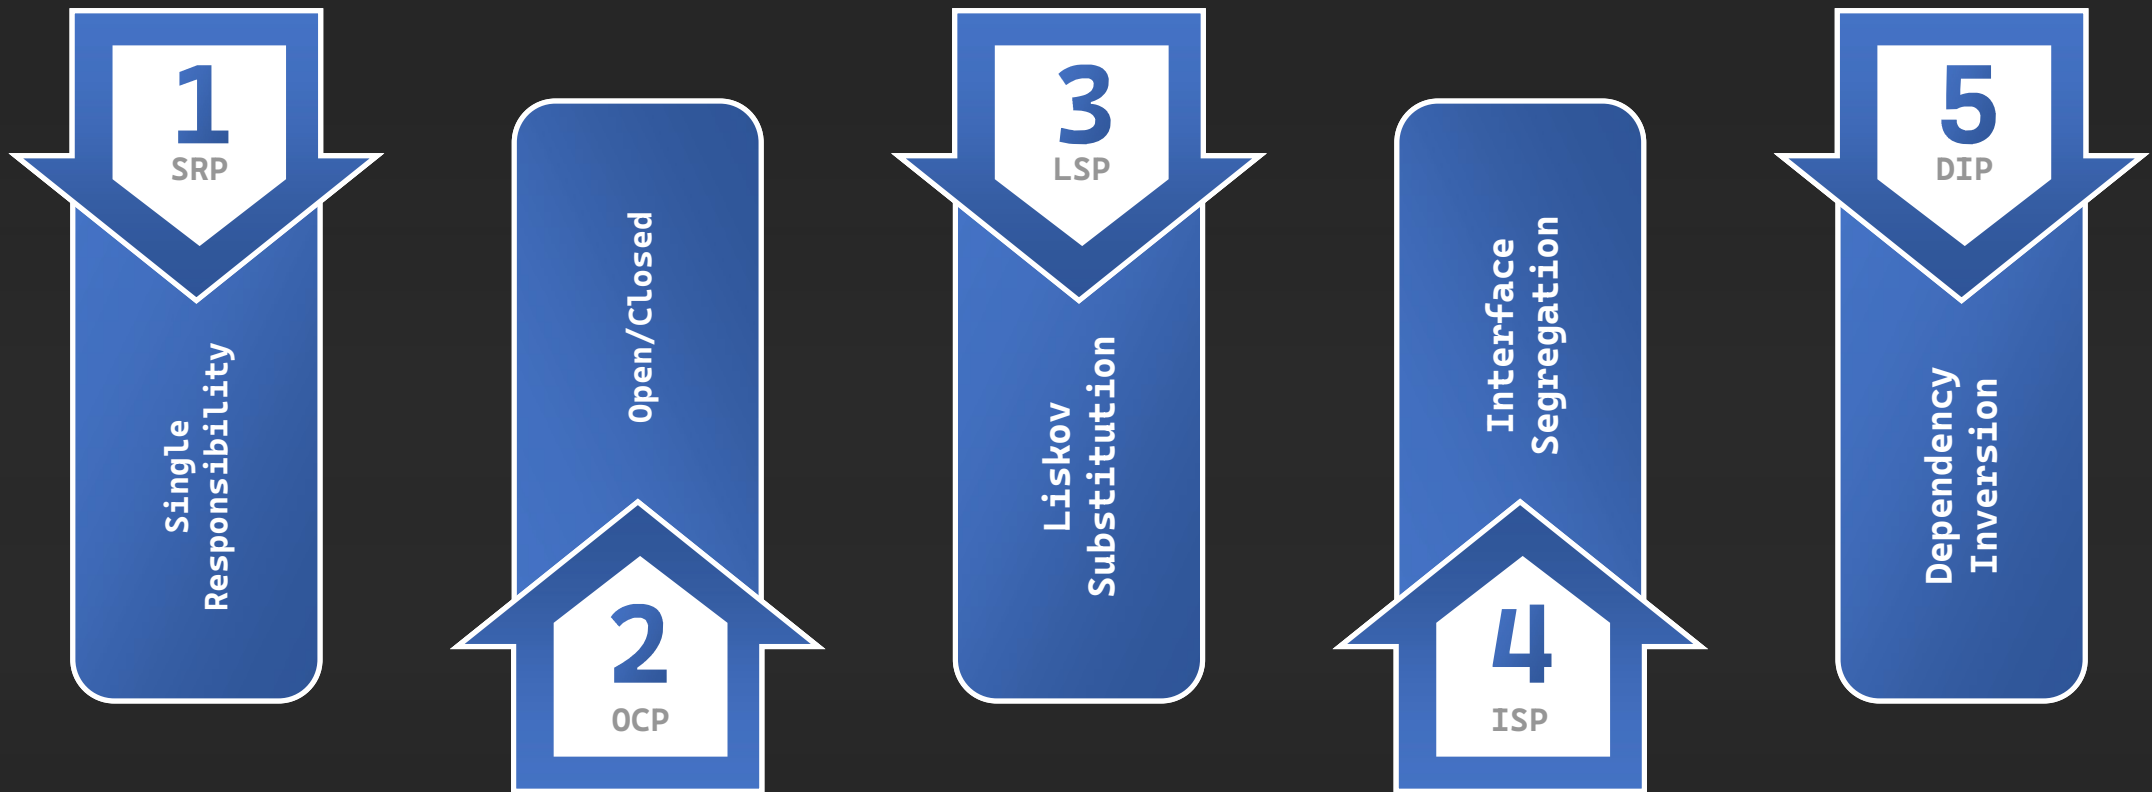 1
SRP
Single
Responsibility
Open/Closed
2
OCP
3
LSP
Liskov
Substitution
Interface
Segregation
4
ISP
5
DIP
Dependency
Inversion